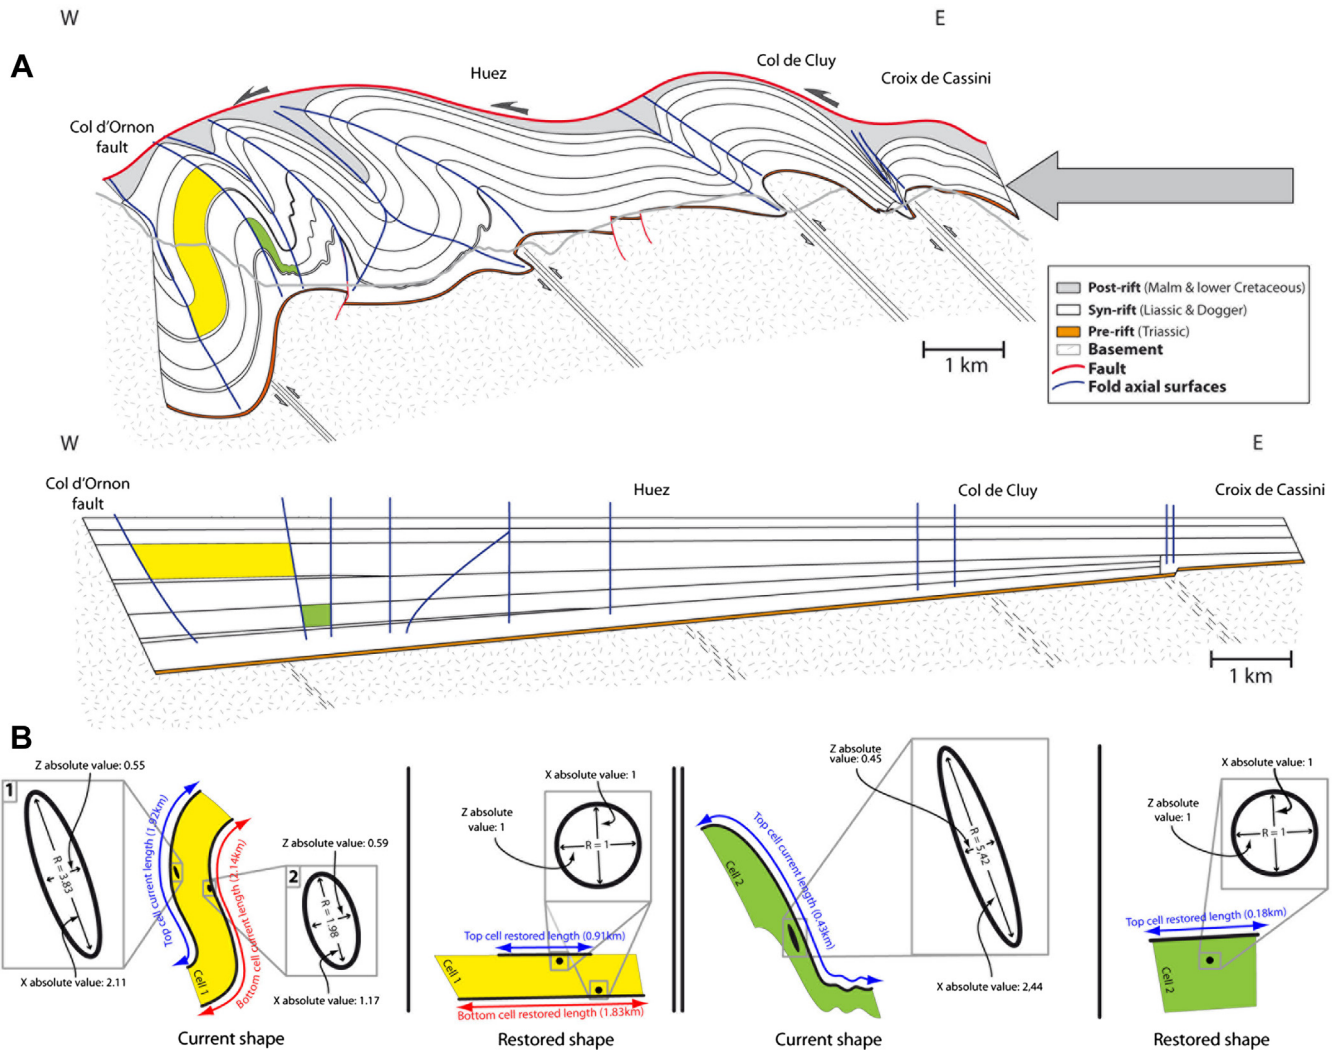 W
E
A
Huez
Col de Cluy
Croix de Cassini
Col d'Ornon
fault
Post-rift (Malm & lower Cretaceous)
Syn-rift (Liassic & Dogger)
Pre-rift (Triassic)
Basement
Fault
Fold axial surfaces
1 km
W
E
Col d'Ornon
fault
Huez
Col de Cluy
Croix de Cassini
1 km
B
1
Z absolute value: 0.55
R = 3.83
X absolute value: 2.11
Top cell current length (1.92km)
Bottom cell current length (2.14km)
Cell 1
2
Z absolute value: 0.59
R = 1.98
X absolute value: 1.17
Current shape
X absolute value: 1
Z absolute
value: 1
R = 1
Top cell restored length (0.91km)
Cell 1
Bottom cell restored length (1.83km)
Restored shape
Z absolute
value: 0.45
R = 5,42
X absolute value: 2,44
Top cell current length (0.43km)
Cell 2
Current shape
X absolute value: 1
Z absolute
value: 1
R = 1
Top cell restored length (0.18km)
Cell 2
Restored shape